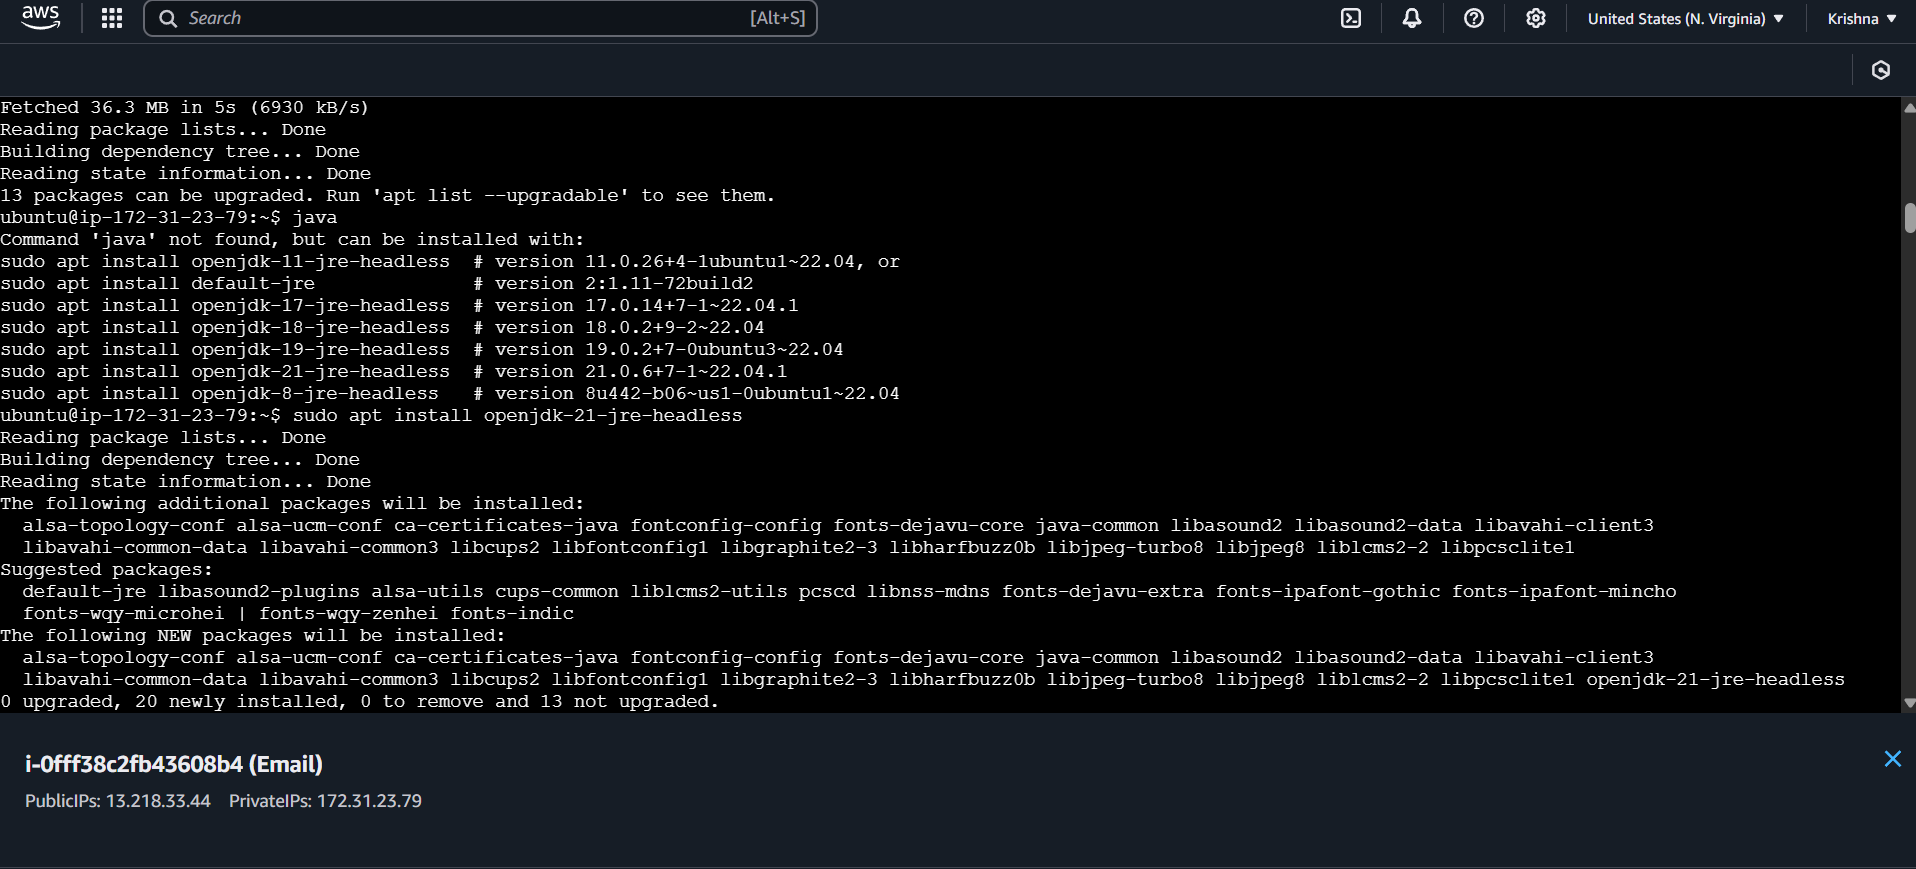 aws
Search
[Alt+S]
United States (N. Virginia)
Krishna
Fetched 36.3 MB in 5s (6930 kB/s)
Reading package lists... Done
Building dependency tree... Done
Reading state information... Done
13 packages can be upgraded. Run 'apt list --upgradable' to see them.
ubuntu@ip-172-31-23-79:~$ java
Command 'java' not found, but can be installed with:
sudo apt install openjdk-11-jre-headless  # version 11.0.26+4-1ubuntu1~22.04, or
sudo apt install default-jre              # version 2:1.11-72build2
sudo apt install openjdk-17-jre-headless  # version 17.0.14+7-1~22.04.1
sudo apt install openjdk-18-jre-headless  # version 18.0.2+9-2~22.04
sudo apt install openjdk-19-jre-headless  # version 19.0.2+7-0ubuntu3~22.04
sudo apt install openjdk-21-jre-headless  # version 21.0.6+7-1~22.04.1
sudo apt install openjdk-8-jre-headless   # version 8u442-b06~us1-0ubuntu1~22.04
ubuntu@ip-172-31-23-79:~$ sudo apt install openjdk-21-jre-headless
Reading package lists... Done
Building dependency tree... Done
Reading state information... Done
The following additional packages will be installed:
  alsa-topology-conf alsa-ucm-conf ca-certificates-java fontconfig-config fonts-dejavu-core java-common libasound2 libasound2-data libavahi-client3
  libavahi-common-data libavahi-common3 libcups2 libfontconfig1 libgraphite2-3 libharfbuzz0b libjpeg-turbo8 libjpeg8 liblcms2-2 libpcsclite1
Suggested packages:
  default-jre libasound2-plugins alsa-utils cups-common liblcms2-utils pcscd libnss-mdns fonts-dejavu-extra fonts-ipafont-gothic fonts-ipafont-mincho
  fonts-wqy-microhei | fonts-wqy-zenhei fonts-indic
The following NEW packages will be installed:
  alsa-topology-conf alsa-ucm-conf ca-certificates-java fontconfig-config fonts-dejavu-core java-common libasound2 libasound2-data libavahi-client3
  libavahi-common-data libavahi-common3 libcups2 libfontconfig1 libgraphite2-3 libharfbuzz0b libjpeg-turbo8 libjpeg8 liblcms2-2 libpcsclite1 openjdk-21-jre-headless
0 upgraded, 20 newly installed, 0 to remove and 13 not upgraded.
i-0fff38c2fb43608b4 (Email)
PublicIPs: 13.218.33.44 PrivateIPs: 172.31.23.79